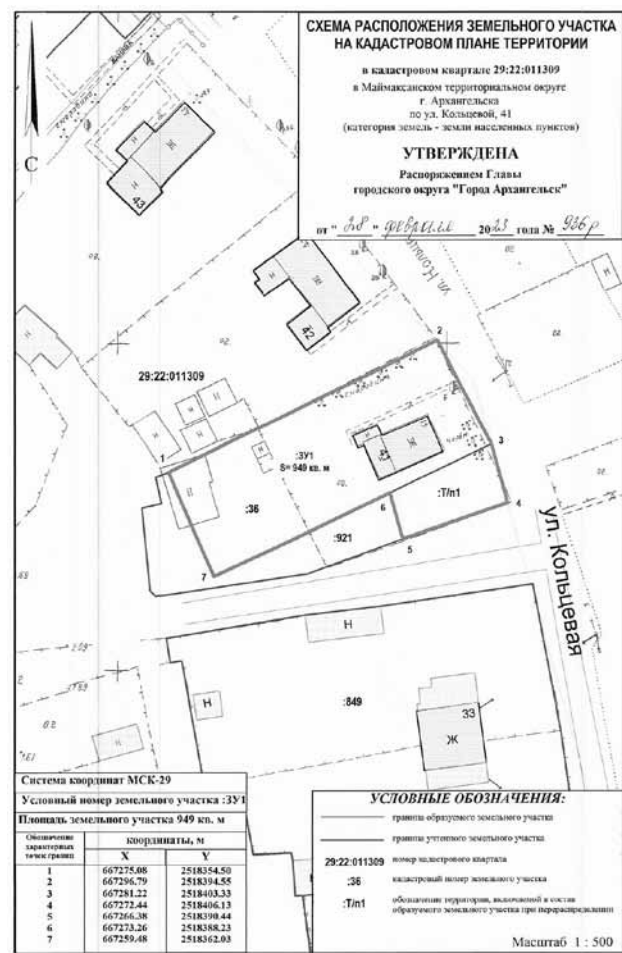 СХЕМА РАСПОЛОЖЕНИЯ ЗЕМЕЛЬНОГО УЧАСТКА
НА КАДАСТРОВОМ ПЛАНЕ ТЕРРИТОРИИ
в кадастровом квартале 29:22:011309
в Маймаксанском территориальном округе
г. Архангельска
по ул. Кольцевой, 41
(категория земель - земли населенных пунктов)
УТВЕРЖДЕНА
Распоряжением Главы
городского округа "Город Архангельск"
от "28" февраля 2023 года № 936р
С
43
42
29:22:011309
:ЗУ1
S= 949 кв. м
:36
41
Ж
:921
:Т/п1
1
2
3
4
5
6
7
ул. Кольцевая
Н
Н
:849
33
Ж
Система координат МСК-29
Условный номер земельного участка :ЗУ1
Площадь земельного участка 949 кв. м
Обозначение характерных точек границ
координаты, м
X Y
1 667275.08 2518354.50
2 667296.79 2518394.55
3 667281.22 2518403.33
4 667272.44 2518406.13
5 667266.38 2518390.44
6 667273.26 2518388.23
7 667259.48 2518362.03
УСЛОВНЫЕ ОБОЗНАЧЕНИЯ:
граница образуемого земельного участка
граница учтенного земельного участка
29:22:011309 номер кадастрового квартала
:36 кадастровый номер земельного участка
:Т/п1 обозначение территории, включаемой в состав
образуемого земельного участка при перераспределении
Масштаб 1 : 500